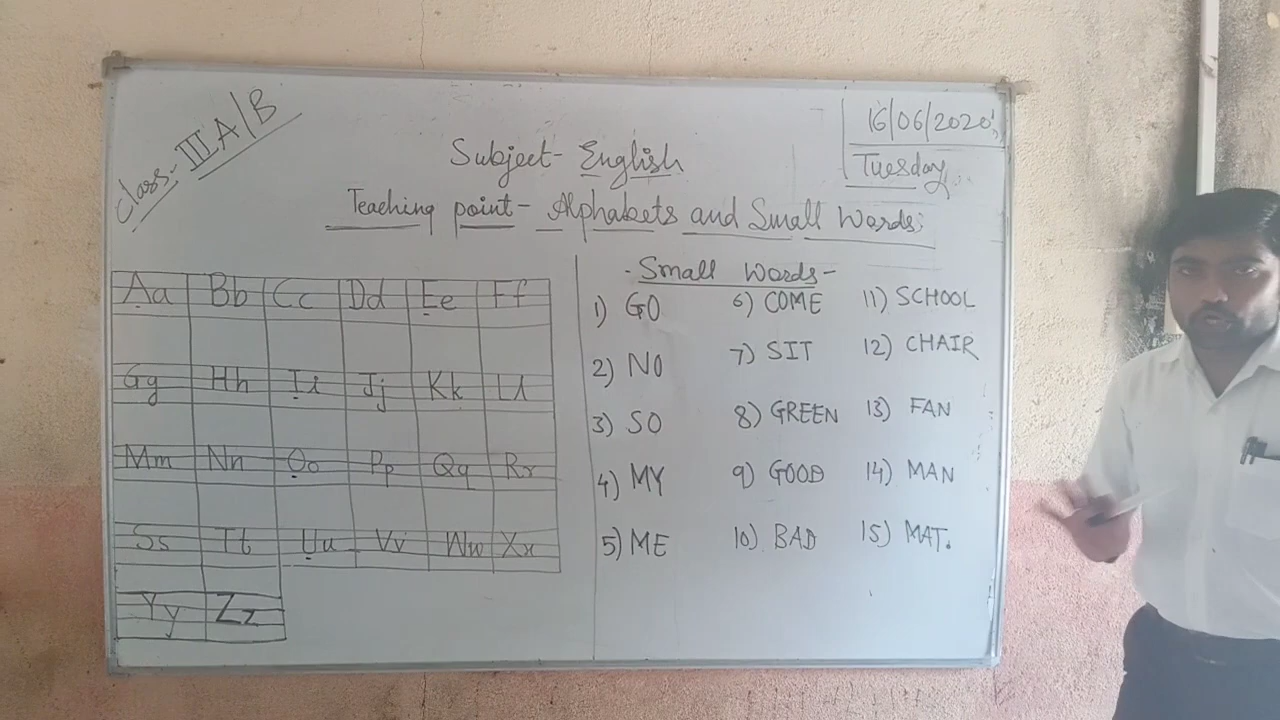 Class:- III A/B
16/06/2020,
Tuesday
Subject- English
Teaching point- Alphabets and Small Words:
Aa Bb Cc Dd Ee Ff
Gg Hh Ii Jj Kk Ll
Mm Nn Oo Pp Qq Rr
Ss Tt Uu Vv Ww Xx
Yy Zz
- Small Words -
1) GO
2) NO
3) SO
4) MY
5) ME
6) COME
7) SIT
8) GREEN
9) GOOD
10) BAD
11) SCHOOL
12) CHAIR
13) FAN
14) MAN
15) MAT.